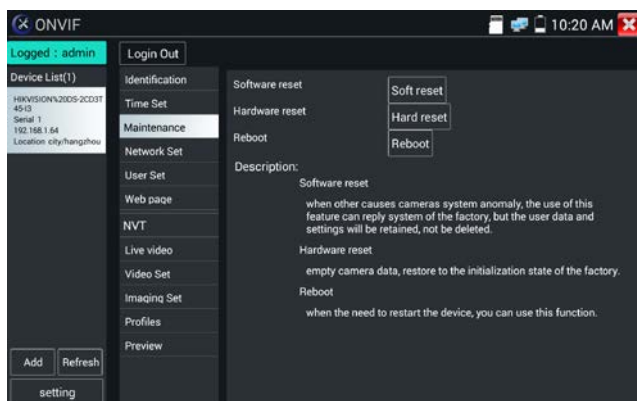 ONVIF
10:20 AM
Logged : admin
Login Out
Device List(1)
HIKVISION%20DS-2CD3T
45-I3
Serial 1
192.168.1.64
Location city/hangzhou
Identification
Time Set
Maintenance
Network Set
User Set
Web page
NVT
Live video
Video Set
Imaging Set
Profiles
Preview
Software reset
Soft reset
Hardware reset
Hard reset
Reboot
Reboot
Description:
Software reset
when other causes cameras system anomaly, the use of this
feature can reply system of the factory, but the user data and
settings will be retained, not be deleted.
Hardware reset
empty camera data, restore to the initialization state of the factory.
Reboot
when the need to restart the device, you can use this function.
Add
Refresh
setting